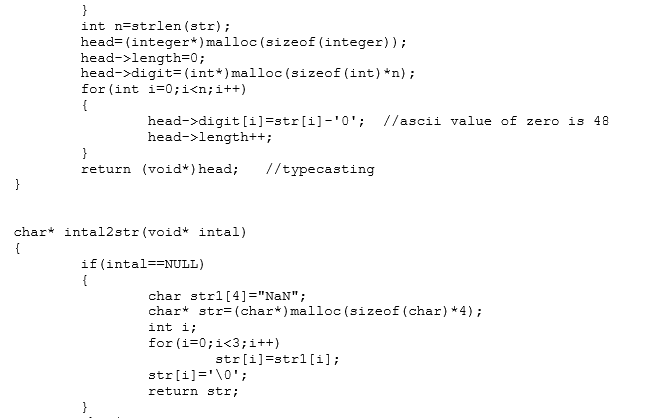 }
int n=strlen(str);
head=(integer*)malloc(sizeof(integer));
head->length=0;
head->digit=(int*)malloc(sizeof(int)*n);
for(int i=0;i<n;i++)
{
head->digit[i]=str[i]-'0';  //ascii value of zero is 48
head->length++;
}
return (void*)head;   //typecasting
}
char* intal2str(void* intal)
{
if(intal==NULL)
{
char str1[4]="NaN";
char* str=(char*)malloc(sizeof(char)*4);
int i;
for(i=0;i<3;i++)
str[i]=str1[i];
str[i]='\0';
return str;
}